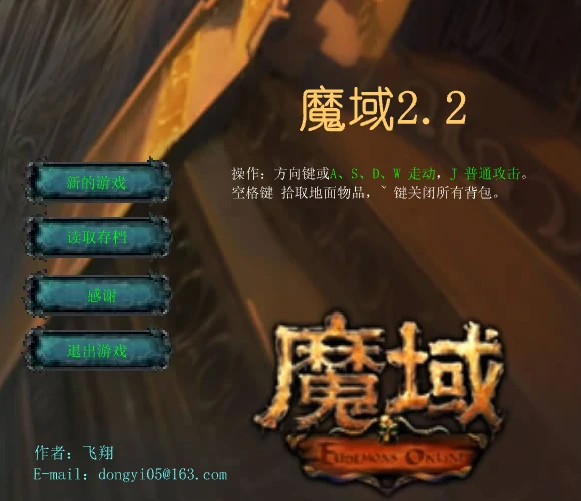 魔域2.2
操作：方向键或A、S、D、W 走动，J 普通攻击。
空格键 拾取地面物品，~ 键关闭所有背包。
新的游戏
读取存档
感谢
退出游戏
魔域
EUDEMONS ONLINE
作者：飞翔
E-mail：dongyi05@163.com